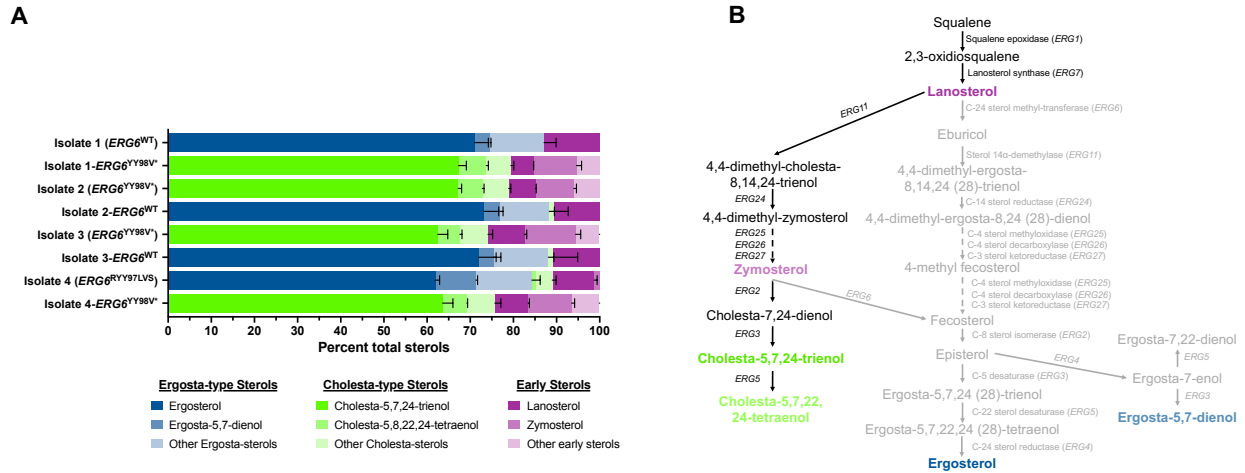 A
Isolate 1 (ERG6WT)
Isolate 1-ERG6YY98V*
Isolate 2 (ERG6YY98V*)
Isolate 2-ERG6WT
Isolate 3 (ERG6YY98V*)
Isolate 3-ERG6WT
Isolate 4 (ERG6RYY97LVS)
Isolate 4-ERG6YY98V*
0 10 20 30 40 50 60 70 80 90 100
Percent total sterols
Ergosta-type Sterols
Ergosterol
Ergosta-5,7-dienol
Other Ergosta-sterols
Cholesta-type Sterols
Cholesta-5,7,24-trienol
Cholesta-5,8,22,24-tetraenol
Other Cholesta-sterols
Early Sterols
Lanosterol
Zymosterol
Other early sterols
B
Squalene
Squalene epoxidase (ERG1)
2,3-oxidiosqualene
Lanosterol synthase (ERG7)
Lanosterol
ERG11
4,4-dimethyl-cholesta-
8,14,24-trienol
ERG24
4,4-dimethyl-zymosterol
ERG25
ERG26
ERG27
Zymosterol
ERG6
ERG2
Cholesta-7,24-dienol
ERG3
Cholesta-5,7,24-trienol
ERG5
Cholesta-5,7,22,
24-tetraenol
C-24 sterol methyl-transferase (ERG6)
Eburicol
Sterol 14α-demethylase (ERG11)
4,4-dimethyl-ergosta-
8,14,24 (28)-trienol
C-14 sterol reductase (ERG24)
4,4-dimethyl-ergosta-8,24 (28)-dienol
C-4 sterol methyloxidase (ERG25)
C-4 sterol decarboxylase (ERG26)
C-3 sterol ketoreductase (ERG27)
4-methyl fecosterol
C-4 sterol methyloxidase (ERG25)
C-4 sterol decarboxylase (ERG26)
C-3 sterol ketoreductase (ERG27)
Fecosterol
C-8 sterol isomerase (ERG2)
Episterol
ERG4
C-5 desaturase (ERG3)
Ergosta-5,7,24 (28)-trienol
C-22 sterol desaturase (ERG5)
Ergosta-5,7,22,24 (28)-tetraenol
C-24 sterol reductase (ERG4)
Ergosterol
Ergosta-7,22-dienol
ERG5
Ergosta-7-enol
ERG3
Ergosta-5,7-dienol